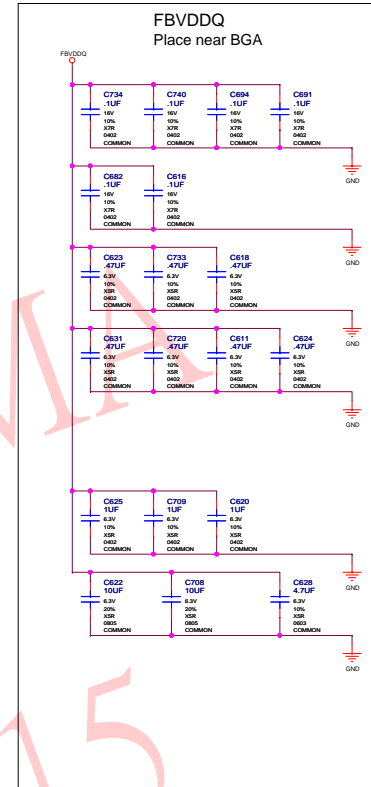 FBVDDQ
Place near BGA
FBVDDQ
C734 C740 C694 C691
.1UF .1UF .1UF .1UF
16V 16V 16V 16V
10% 10% 10% 10%
X7R X7R X7R X7R
0402 0402 0402 0402
COMMON COMMON COMMON COMMON
GND
C682 C616
.1UF .1UF
16V 16V
10% 10%
X7R X7R
0402 0402
COMMON COMMON
GND
C623 C733 C618
.47UF .47UF .47UF
6.3V 6.3V 6.3V
10% 10% 10%
X5R X5R X5R
0402 0402 0402
COMMON COMMON COMMON
GND
C631 C720 C611 C624
.47UF .47UF .47UF .47UF
6.3V 6.3V 6.3V 6.3V
10% 10% 10% 10%
X5R X5R X5R X5R
0402 0402 0402 0402
COMMON COMMON COMMON COMMON
GND
C625 C709 C620
1UF 1UF 1UF
6.3V 6.3V 6.3V
10% 10% 10%
X5R X5R X5R
0402 0402 0402
COMMON COMMON COMMON
GND
C622 C708 C628
10UF 10UF 4.7UF
6.3V 6.3V 6.3V
20% 20% 10%
X5R X5R X5R
0805 0805 0603
COMMON COMMON COMMON
GND
MA
15